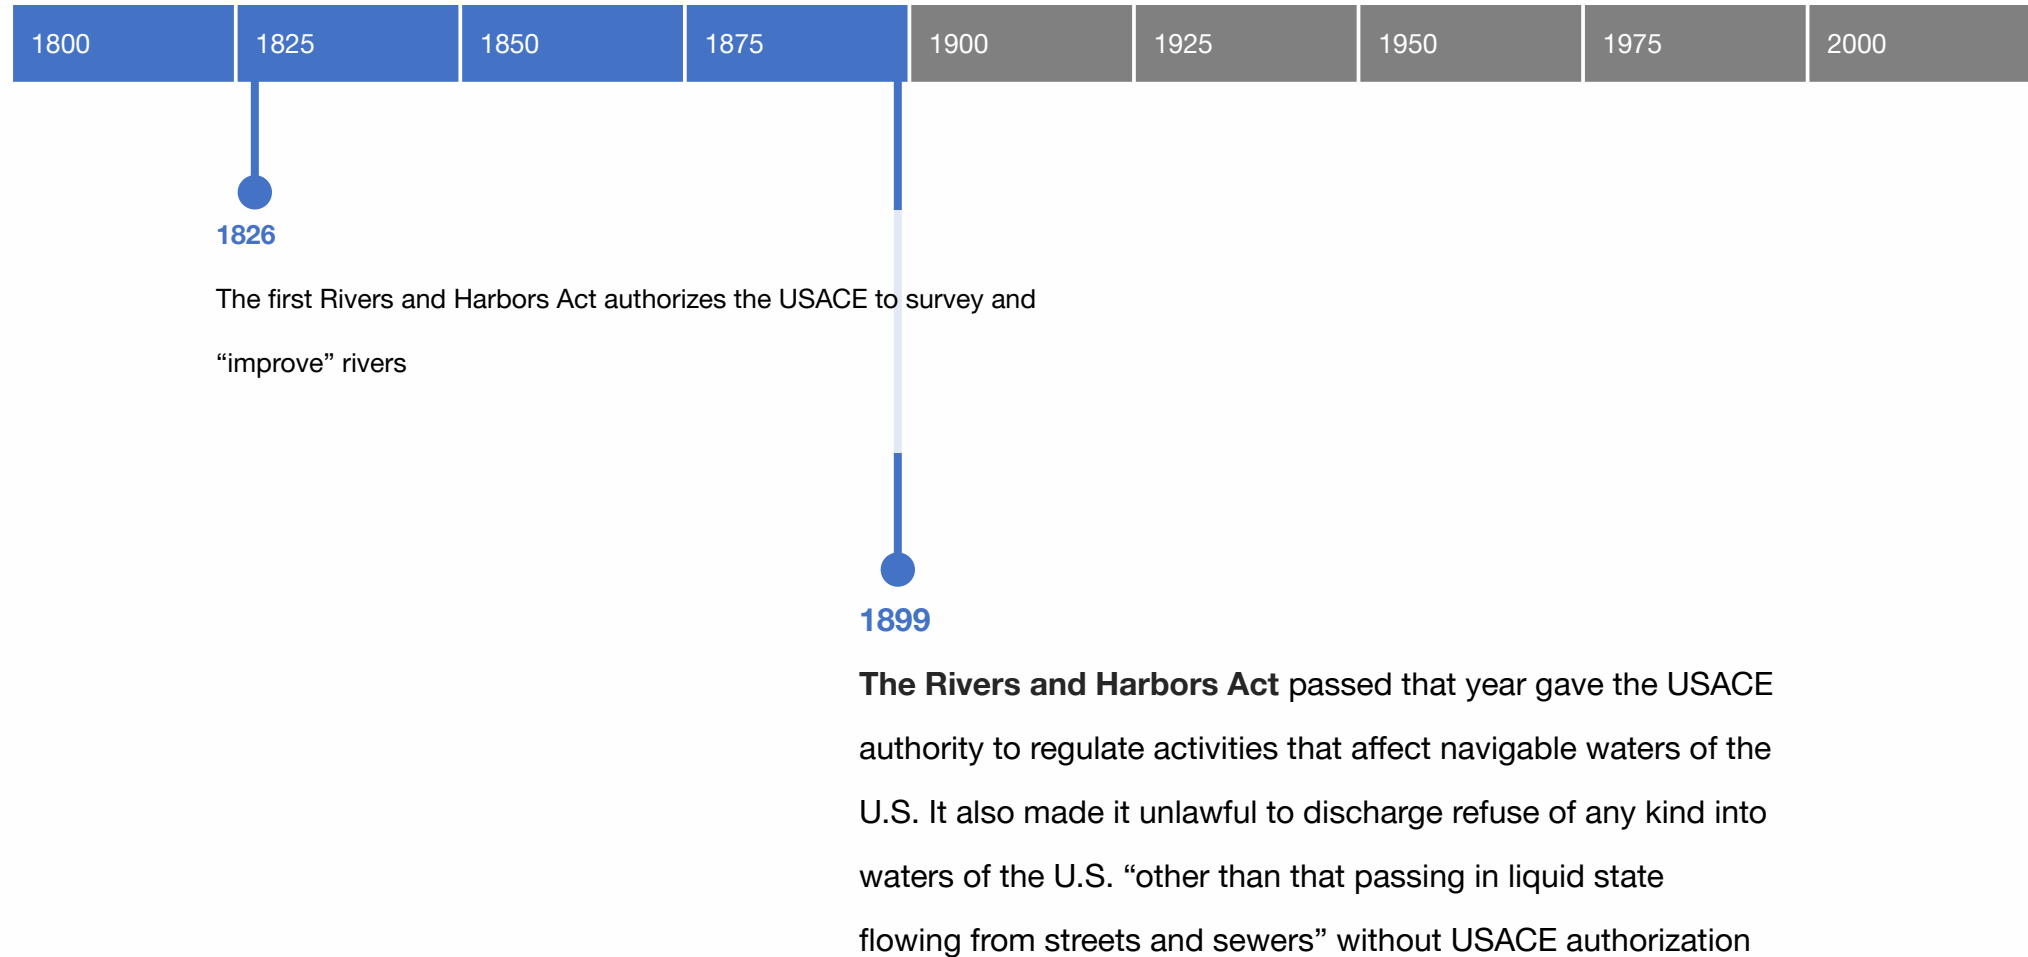 1800 1825 1850 1875 1900 1925 1950 1975 2000
1826
The first Rivers and Harbors Act authorizes the USACE to survey and
“improve” rivers
1899
The Rivers and Harbors Act passed that year gave the USACE
authority to regulate activities that affect navigable waters of the
U.S. It also made it unlawful to discharge refuse of any kind into
waters of the U.S. “other than that passing in liquid state
flowing from streets and sewers” without USACE authorization